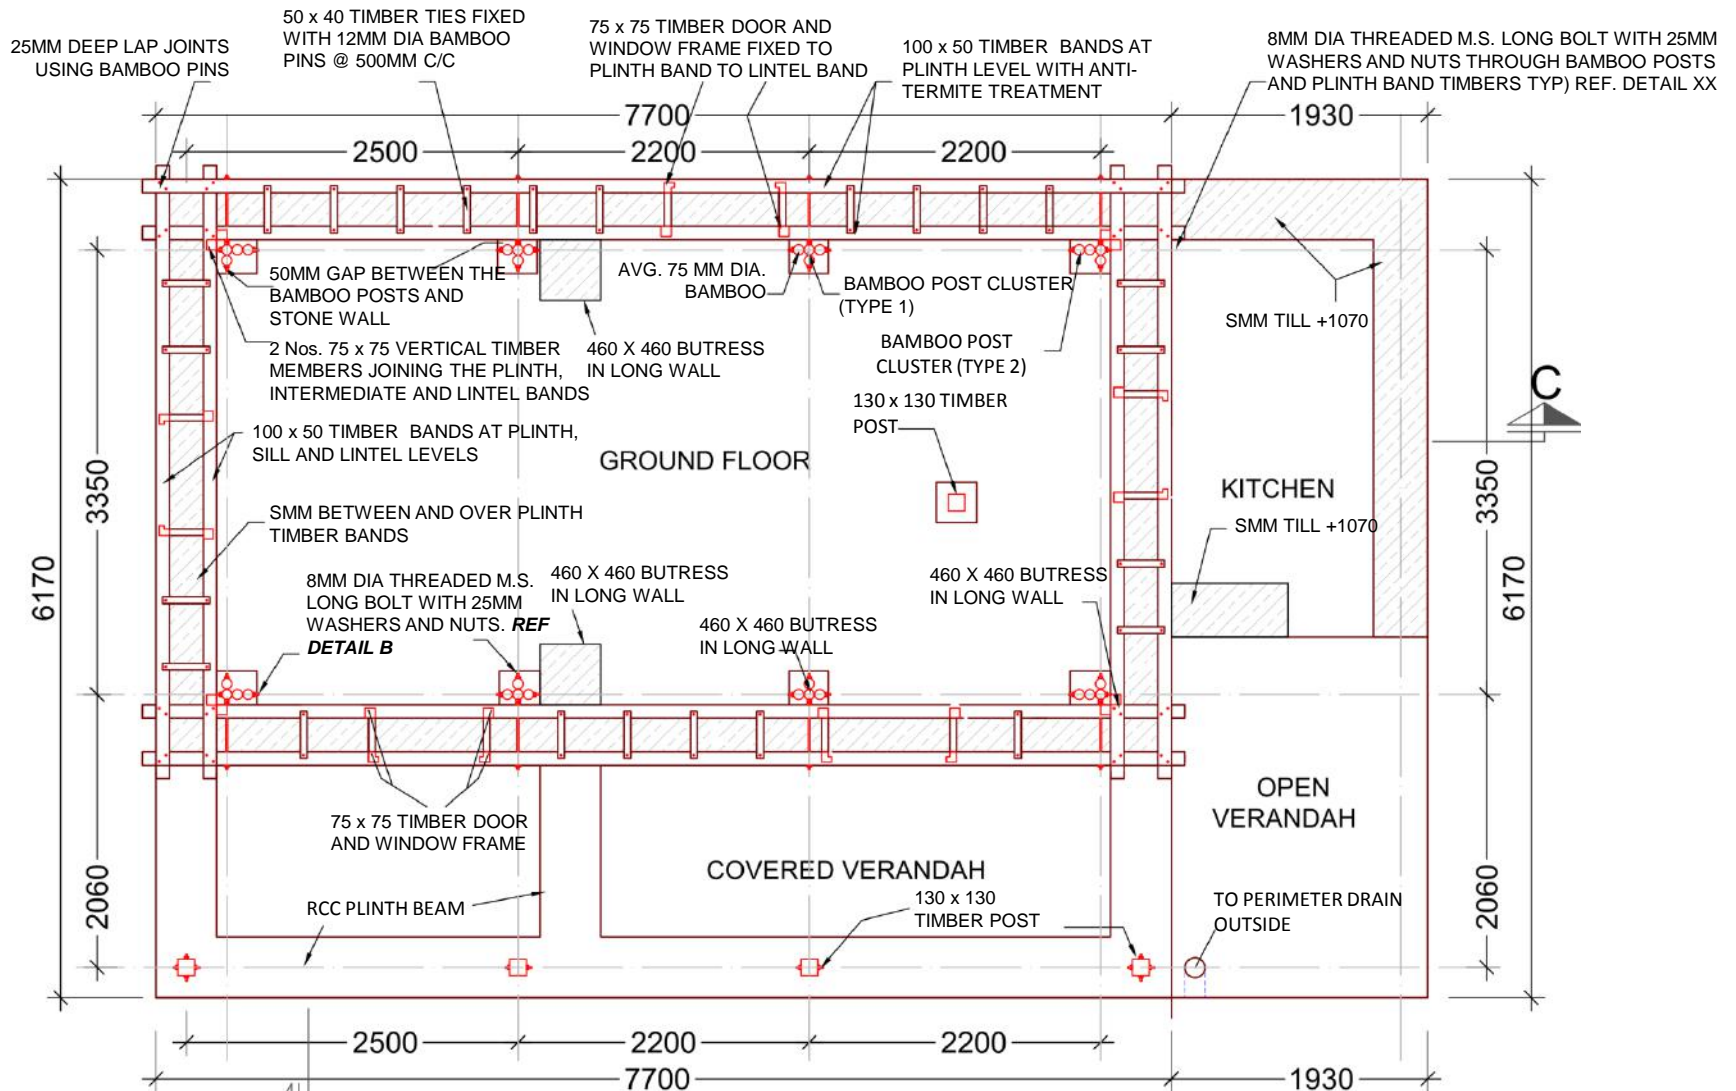 25MM DEEP LAP JOINTS
USING BAMBOO PINS
50 x 40 TIMBER TIES FIXED
WITH 12MM DIA BAMBOO
PINS @ 500MM C/C
75 x 75 TIMBER DOOR AND
WINDOW FRAME FIXED TO
PLINTH BAND TO LINTEL BAND
100 x 50 TIMBER BANDS AT
PLINTH LEVEL WITH ANTI-
TERMITE TREATMENT
8MM DIA THREADED M.S. LONG BOLT WITH 25MM
WASHERS AND NUTS THROUGH BAMBOO POSTS
AND PLINTH BAND TIMBERS TYP) REF. DETAIL XX
7700
1930
2500
2200
2200
50MM GAP BETWEEN THE
BAMBOO POSTS AND
STONE WALL
AVG. 75 MM DIA.
BAMBOO
BAMBOO POST CLUSTER
(TYPE 1)
SMM TILL +1070
2 Nos. 75 x 75 VERTICAL TIMBER
MEMBERS JOINING THE PLINTH,
INTERMEDIATE AND LINTEL BANDS
460 X 460 BUTRESS
IN LONG WALL
BAMBOO POST
CLUSTER (TYPE 2)
130 x 130 TIMBER
POST
C
100 x 50 TIMBER BANDS AT PLINTH,
SILL AND LINTEL LEVELS
GROUND FLOOR
KITCHEN
3350
3350
SMM BETWEEN AND OVER PLINTH
TIMBER BANDS
SMM TILL +1070
6170
6170
8MM DIA THREADED M.S.
LONG BOLT WITH 25MM
WASHERS AND NUTS. REF
DETAIL B
460 X 460 BUTRESS
IN LONG WALL
460 X 460 BUTRESS
IN LONG WALL
460 X 460 BUTRESS
IN LONG WALL
75 x 75 TIMBER DOOR
AND WINDOW FRAME
OPEN
VERANDAH
COVERED VERANDAH
2060
2060
RCC PLINTH BEAM
130 x 130
TIMBER POST
TO PERIMETER DRAIN
OUTSIDE
2500
2200
2200
7700
1930